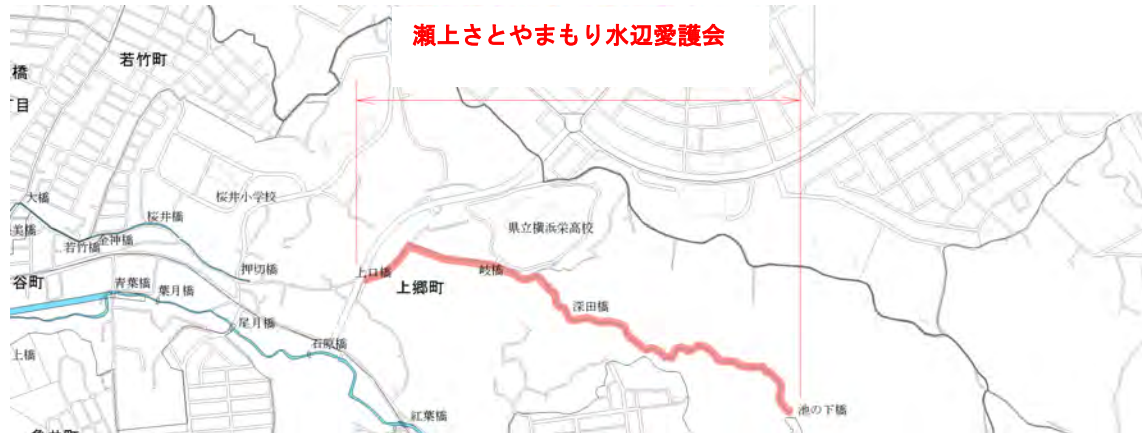 瀬上さとやまもり水辺愛護会
若竹町
橋
丁目
大橋
桜井橋
桜井小学校
美橋
若竹橋
金神橋
県立横浜栄高校
谷町
押切橋
上口橋
上郷町
岐橋
青葉橋
葉月橋
深田橋
尾月橋
石原橋
上橋
紅葉橋
池の下橋